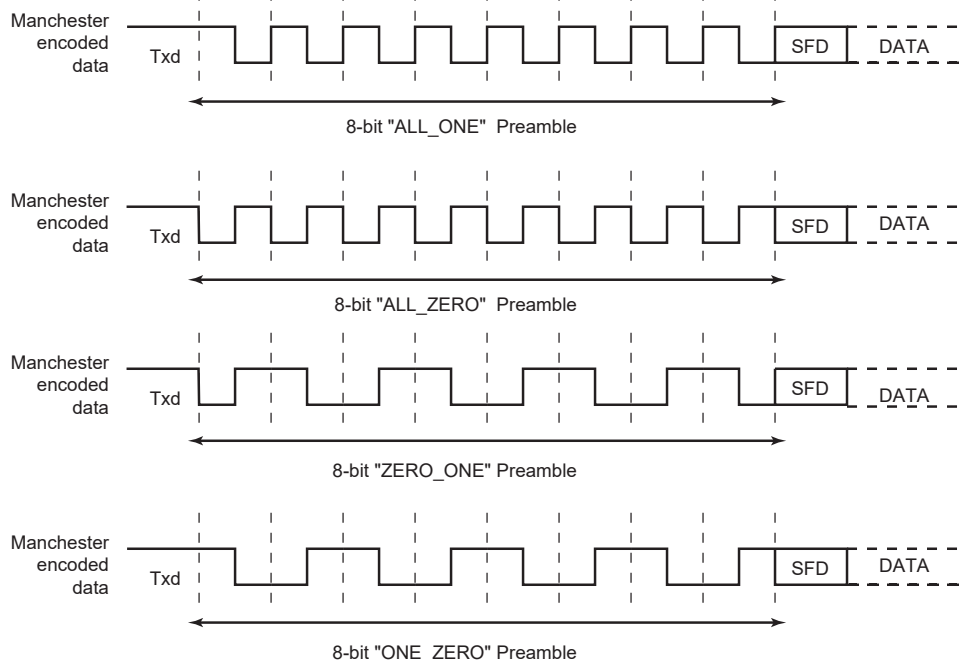 Manchester
encoded
data
Txd
SFD
DATA
8-bit "ALL_ONE" Preamble
Manchester
encoded
data
Txd
SFD
DATA
8-bit "ALL_ZERO" Preamble
Manchester
encoded
data
Txd
SFD
DATA
8-bit "ZERO_ONE" Preamble
Manchester
encoded
data
Txd
SFD
DATA
8-bit "ONE_ZERO" Preamble